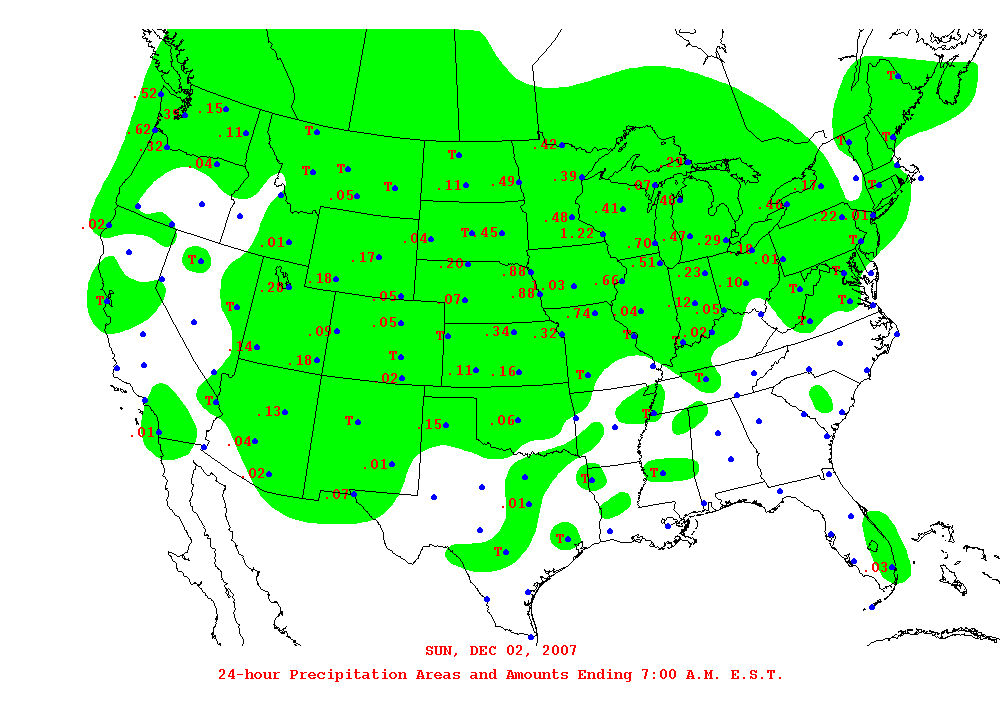 T
.52
.39 .15
.62 .11 T T
.32 .42
.04 T T T .29
.05 T .11 .49 .39 .07 .17
.48 .46
.02 .48 .41 .22 .01
.01 .04 T .45 1.22 .70 .47 .29 .19 T
T .17 .20 .88 .51 .01
.18 .66 .23 T
.28 1.03 .10 T
T T .05 .07 .88 .12 .05 T
.05 .74 .04 T
.14 .09 T .34 .32 T T .02
.18 T .11 .16 T T
.02
T
.13 T .15 .06 T
.01
.04
.01 T T
.02
.07 .01
T T
.03
SUN, DEC 02, 2007
24-hour Precipitation Areas and Amounts Ending 7:00 A.M. E.S.T.